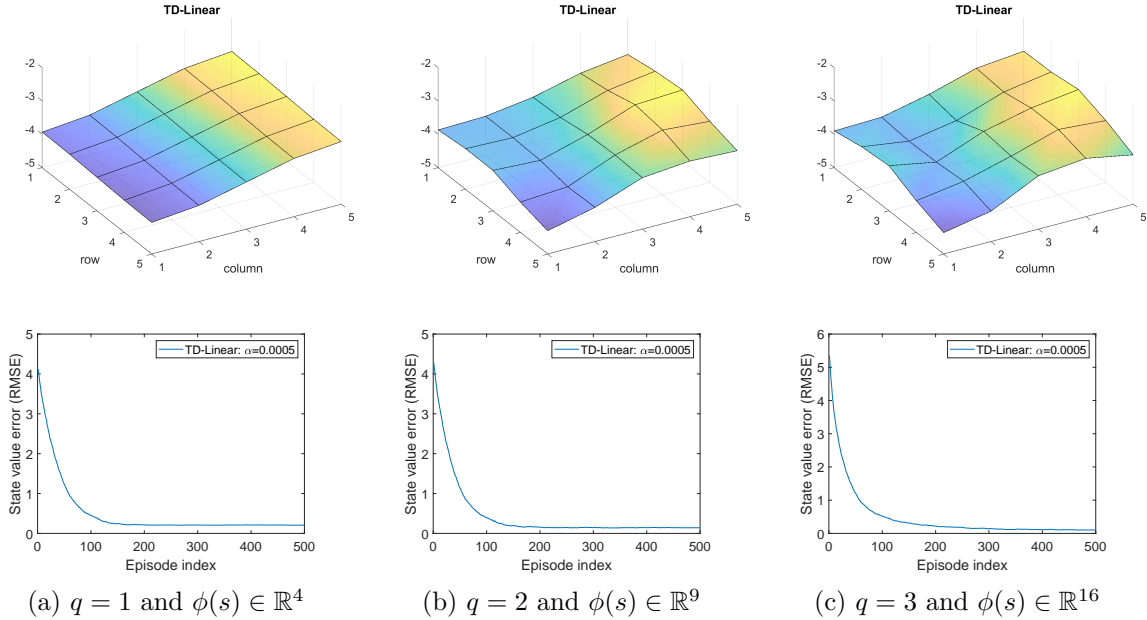 TD-Linear
-2
-3
-4
-5
1
2
3
4
5
row
1
2
3
4
5
column
TD-Linear
-2
-3
-4
-5
1
2
3
4
5
row
1
2
3
4
5
column
TD-Linear
-2
-3
-4
-5
1
2
3
4
5
row
1
2
3
4
5
column
5
4
3
2
1
0
State value error (RMSE)
TD-Linear: α=0.0005
0 100 200 300 400 500
Episode index
5
4
3
2
1
0
State value error (RMSE)
TD-Linear: α=0.0005
0 100 200 300 400 500
Episode index
6
5
4
3
2
1
0
State value error (RMSE)
TD-Linear: α=0.0005
0 100 200 300 400 500
Episode index
(a) q = 1 and ϕ(s) ∈ ℝ⁴
(b) q = 2 and ϕ(s) ∈ ℝ⁹
(c) q = 3 and ϕ(s) ∈ ℝ¹⁶